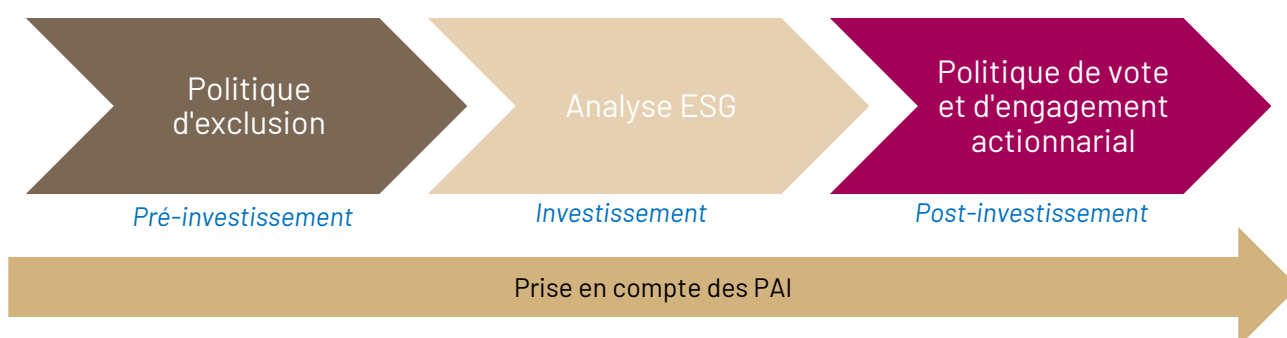 Politique
d'exclusion
Analyse ESG
Politique de vote
et d'engagement
actionnarial
Pré-investissement
Investissement
Post-investissement
Prise en compte des PAI